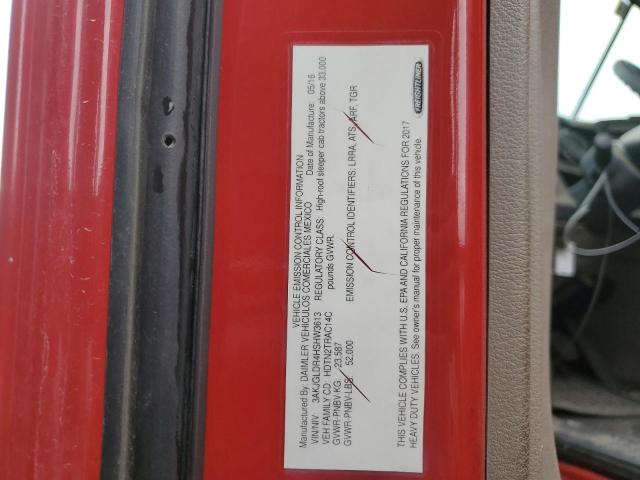 VEHICLE EMISSION CONTROL INFORMATION
Manufactured By: DAIMLER VEHICULOS COMERCIALES MEXICO Date of Manufacture: 05/16
VIN/NIV: 3AKJGLDR4HSHW3613 REGULATORY CLASS: High-roof sleeper cab tractors above 33,000
VEH FAMILY CD: HDTN2TRAC14C pounds GVWR.
GVWR-PNBV-KG: 23,587
GVWR-PNBV-LBS: 52,000 EMISSION CONTROL IDENTIFIERS: LRRA, ATS, ARF, TGR
THIS VEHICLE COMPLIES WITH U.S. EPA AND CALIFORNIA REGULATIONS FOR 2017
HEAVY DUTY VEHICLES. See owner's manual for proper maintenance of this vehicle.
FREIGHTLINER